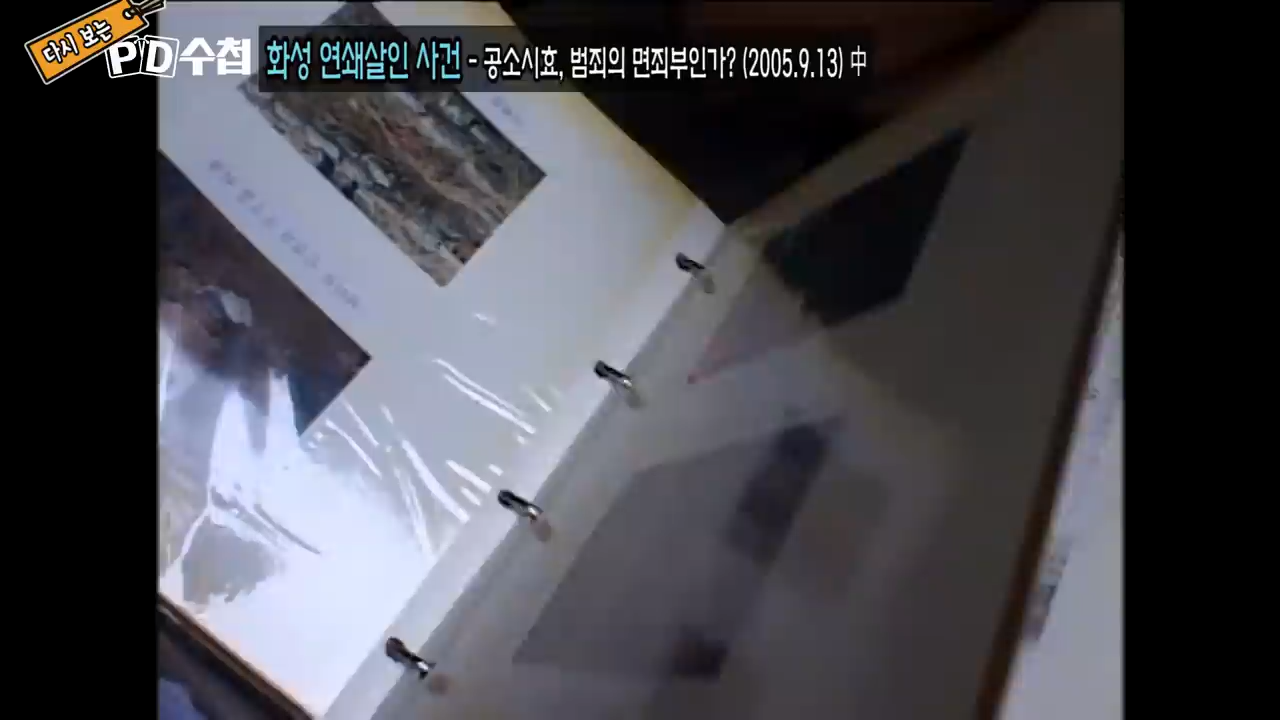 다시 보는
PD수첩
화성 연쇄살인 사건 - 공소시효, 범죄의 면죄부인가? (2005.9.13) 中